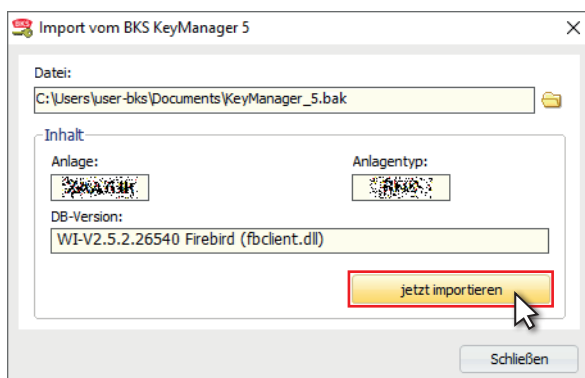 BKS
Import vom BKS KeyManager 5
Datei:
C:\Users\user-bks\Documents\KeyManager_5.bak
Inhalt
Anlage:
Anlagentyp:
DB-Version:
WI-V2.5.2.26540 Firebird (fbclient.dll)
jetzt importieren
Schließen